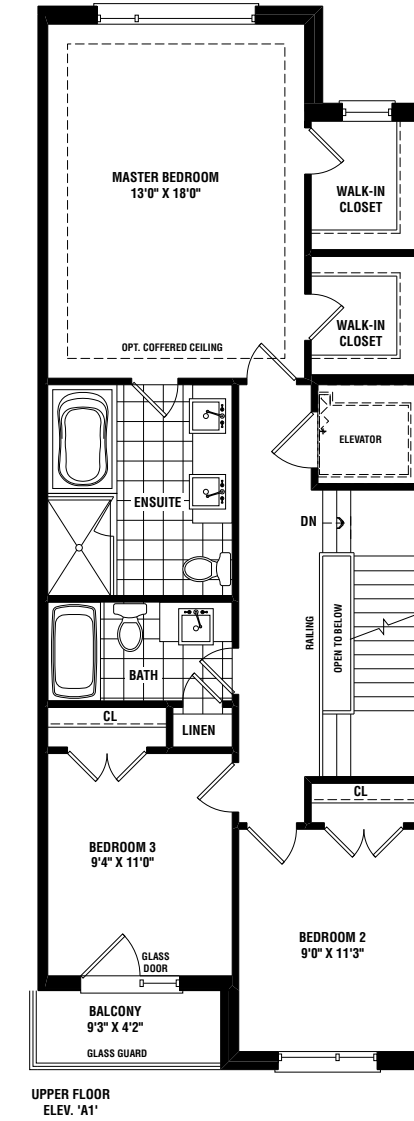 MASTER BEDROOM
13'0" X 18'0"
WALK-IN
CLOSET
WALK-IN
CLOSET
OPT. COFFERED CEILING
ELEVATOR
ENSUITE
DN
RAILING
OPEN TO BELOW
BATH
CL
LINEN
CL
BEDROOM 3
9'4" X 11'0"
BEDROOM 2
9'0" X 11'3"
GLASS
DOOR
BALCONY
9'3" X 4'2"
GLASS GUARD
UPPER FLOOR
ELEV. 'A1'